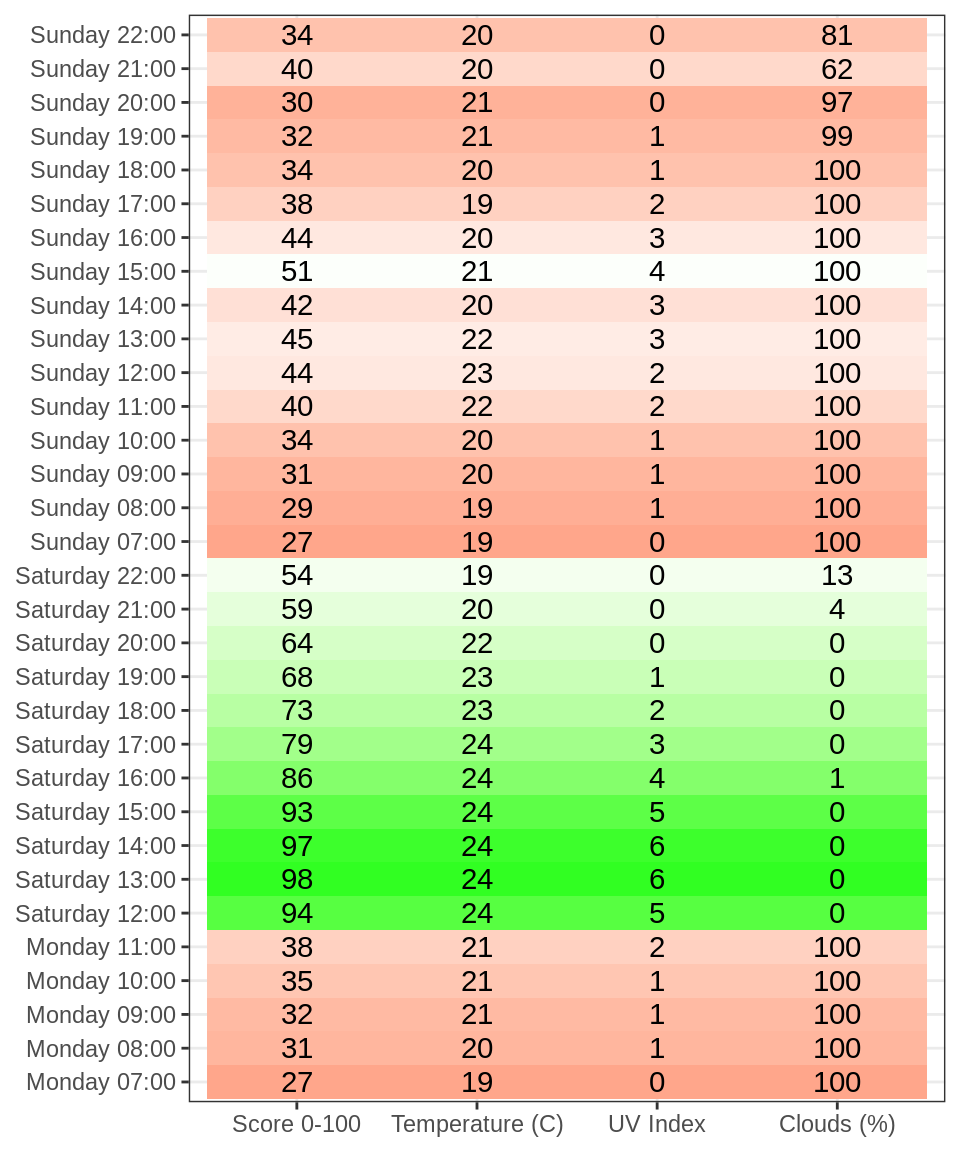 Sunday 22:00 34 20 0 81
Sunday 21:00 40 20 0 62
Sunday 20:00 30 21 0 97
Sunday 19:00 32 21 1 99
Sunday 18:00 34 20 1 100
Sunday 17:00 38 19 2 100
Sunday 16:00 44 20 3 100
Sunday 15:00 51 21 4 100
Sunday 14:00 42 20 3 100
Sunday 13:00 45 22 3 100
Sunday 12:00 44 23 2 100
Sunday 11:00 40 22 2 100
Sunday 10:00 34 20 1 100
Sunday 09:00 31 20 1 100
Sunday 08:00 29 19 1 100
Sunday 07:00 27 19 0 100
Saturday 22:00 54 19 0 13
Saturday 21:00 59 20 0 4
Saturday 20:00 64 22 0 0
Saturday 19:00 68 23 1 0
Saturday 18:00 73 23 2 0
Saturday 17:00 79 24 3 0
Saturday 16:00 86 24 4 1
Saturday 15:00 93 24 5 0
Saturday 14:00 97 24 6 0
Saturday 13:00 98 24 6 0
Saturday 12:00 94 24 5 0
Monday 11:00 38 21 2 100
Monday 10:00 35 21 1 100
Monday 09:00 32 21 1 100
Monday 08:00 31 20 1 100
Monday 07:00 27 19 0 100
Score 0-100 Temperature (C) UV Index Clouds (%)